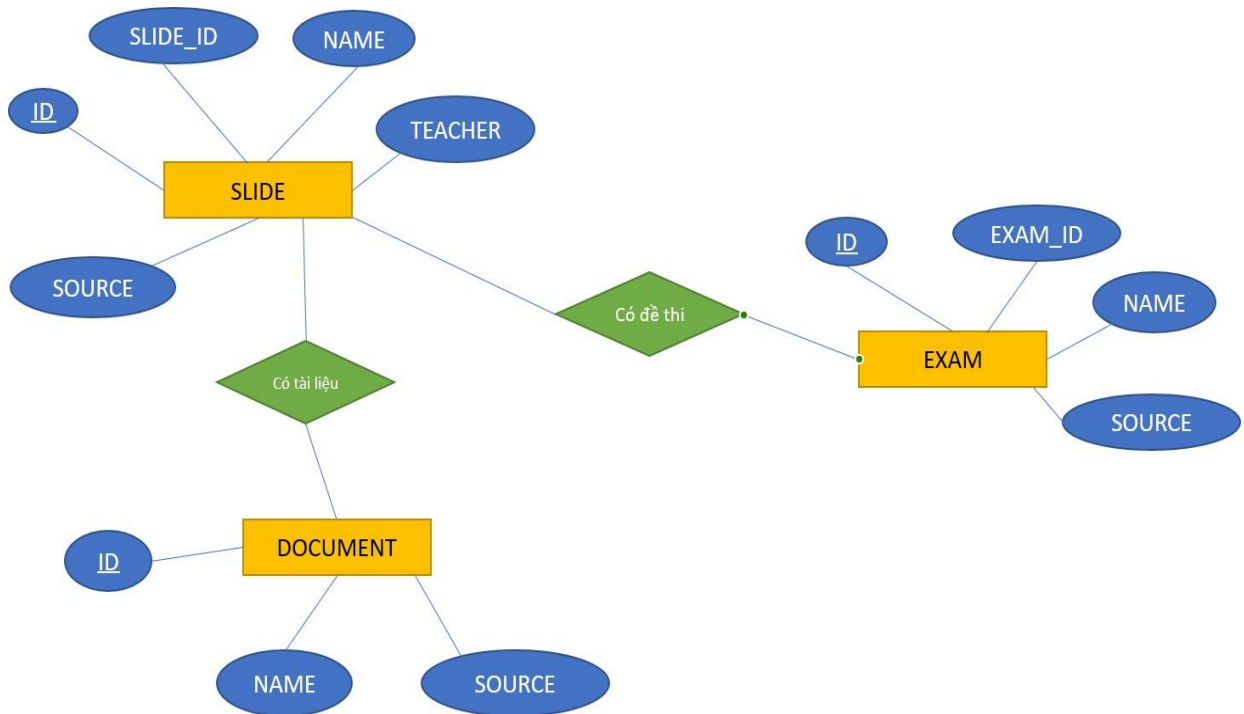 SLIDE_ID
NAME
ID
TEACHER
SLIDE
SOURCE
ID
EXAM_ID
NAME
Có đề thi
EXAM
SOURCE
Có tài liệu
DOCUMENT
ID
NAME
SOURCE